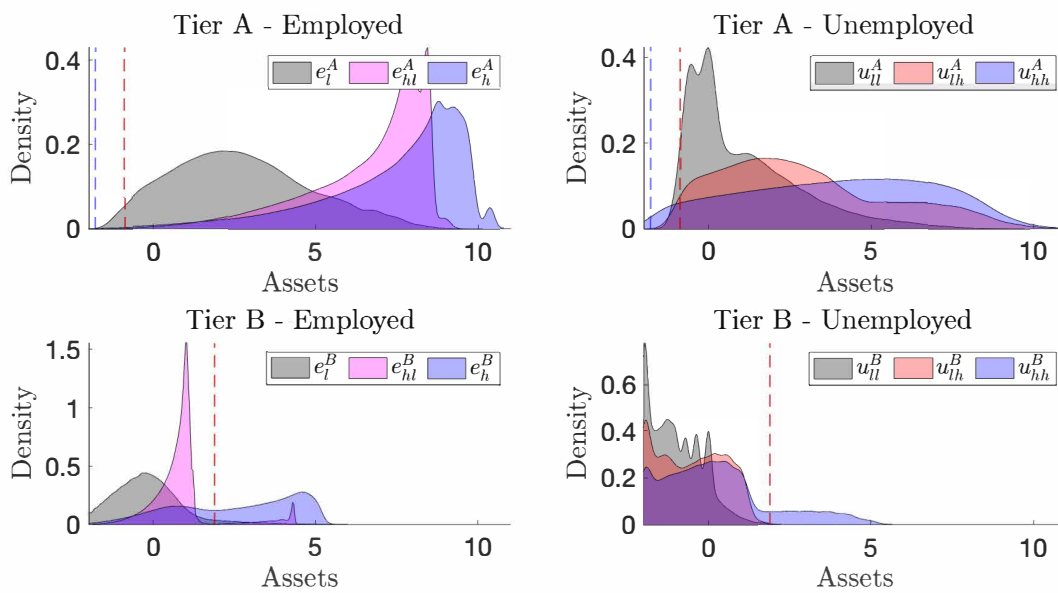 Tier A - Employed
Density
0.4
0.2
0
0
5
10
Assets
e_l^A e_hl^A e_h^A
Tier A - Unemployed
Density
0.4
0.2
0
0
5
10
Assets
u_ll^A u_lh^A u_hh^A
Tier B - Employed
Density
1.5
1
0.5
0
0
5
10
Assets
e_l^B e_hl^B e_h^B
Tier B - Unemployed
Density
0.6
0.4
0.2
0
0
5
10
Assets
u_ll^B u_lh^B u_hh^B